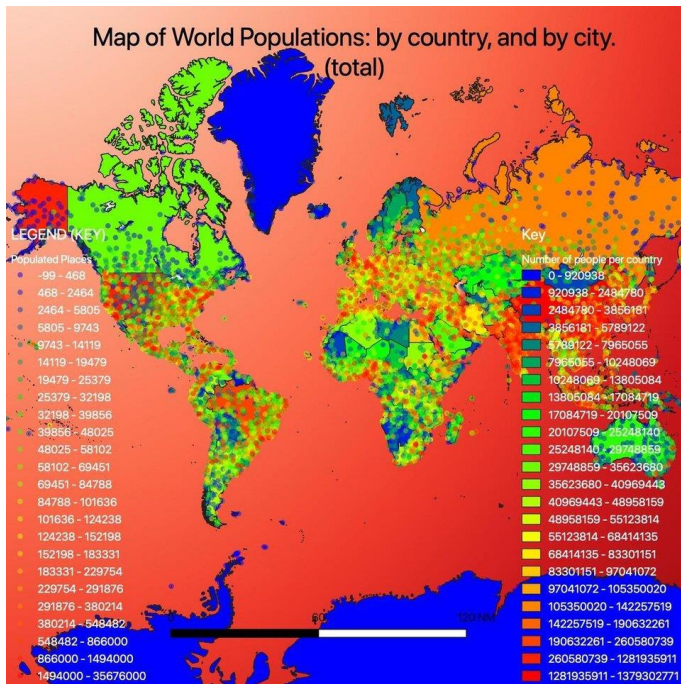 Map of World Populations: by country, and by city.
(total)
LEGEND (KEY)
Populated Places
-99 - 468
468 - 2464
2464 - 5805
5805 - 9743
9743 - 14119
14119 - 19479
19479 - 25379
25379 - 32198
32198 - 39856
39856 - 48025
48025 - 58102
58102 - 69451
69451 - 84788
84788 - 101636
101636 - 124238
124238 - 152198
152198 - 183331
183331 - 229754
229754 - 291876
291876 - 380214
380214 - 548482
548482 - 866000
866000 - 1494000
1494000 - 35676000
Key
Number of people per country
0 - 920938
920938 - 2484780
2484780 - 3856181
3856181 - 5789122
5789122 - 7965055
7965055 - 10248069
10248069 - 13805084
13805084 - 17084719
17084719 - 20107509
20107509 - 25248140
25248140 - 29748859
29748859 - 35623680
35623680 - 40969443
40969443 - 48958159
48958159 - 55123814
55123814 - 68414135
68414135 - 83301151
83301151 - 97041072
97041072 - 105350020
105350020 - 142257519
142257519 - 190632261
190632261 - 260580739
260580739 - 1281935911
1281935911 - 1379302771
0 60 120 NM